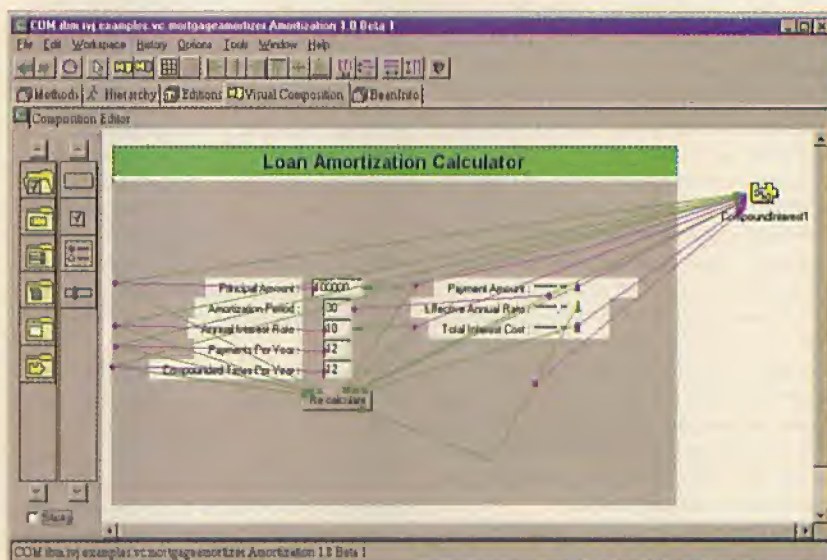 COM.ibm.ivj.examples.vc.mortgageamortizer.Amortization 1.0 Beta 1
File Edit Workspace History Options Tools Window Help
Methods Hierarchy Editions Visual Composition BeanInfo
Composition Editor
Loan Amortization Calculator
CompoundInterest1
Principal Amount: 100000 Payment Amount:
Amortization Period: 30 Effective Annual Rate:
Annual Interest Rate: 10 Total Interest Cost:
Payments Per Year: 12
Compounded Times Per Year: 12
Re-calculate
Sticky
COM.ibm.ivj.examples.vc.mortgageamortizer.Amortization 1.0 Beta 1